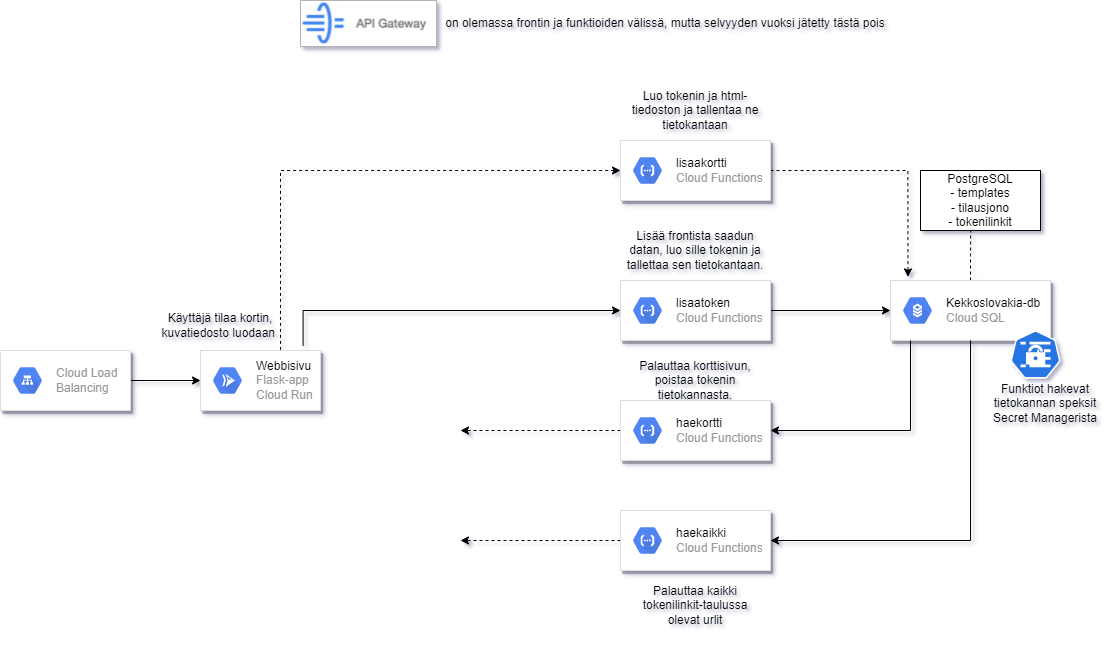 API Gateway
on olemassa frontin ja funktioiden välissä, mutta selvyyden vuoksi jätetty tästä pois
Luo tokenin ja html-
tiedoston ja tallentaa ne
tietokantaan
lisaakortti
Cloud Functions
PostgreSQL
- templates
- tilausjono
- tokenilinkit
Lisää frontista saadun
datan, luo sille tokenin ja
tallettaa sen tietokantaan.
lisaatoken
Cloud Functions
Kekkoslovakia-db
Cloud SQL
Käyttäjä tilaa kortin,
kuvatiedosto luodaan
Cloud Load
Balancing
Webbisivu
Flask-app
Cloud Run
Palauttaa korttisivun,
poistaa tokenin
tietokannasta.
haekortti
Cloud Functions
Funktiot hakevat
tietokannan speksit
Secret Managerista
haekaikki
Cloud Functions
Palauttaa kaikki
tokenilinkit-taulussa
olevat urlit